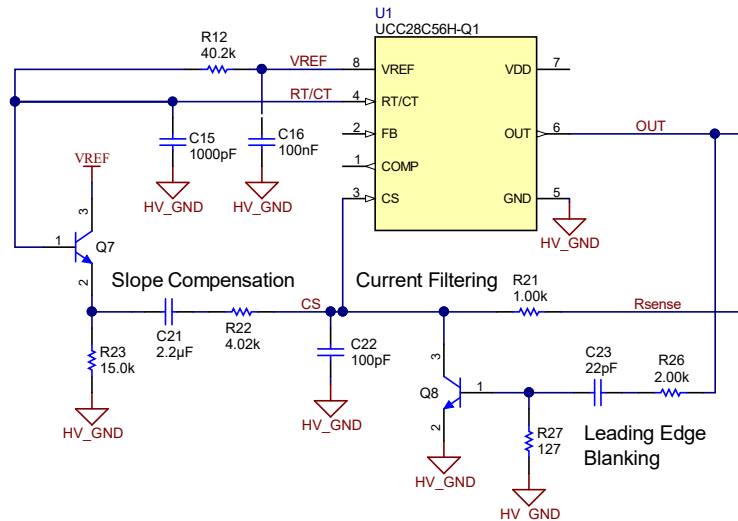 U1
UCC28C56H-Q1
R12
40.2k
VREF
8
VREF
VDD
7
RT/CT
4
RT/CT
C15
1000pF
C16
100nF
2
FB
OUT
6
OUT
1
COMP
3
CS
GND
5
HV_GND
HV_GND
HV_GND
VREF
3
1
Q7
2
Slope Compensation
Current Filtering
R21
1.00k
CS
Rsense
C21
2.2µF
R22
4.02k
R23
15.0k
C22
100pF
3
Q8
1
2
C23
22pF
R26
2.00k
R27
127
Leading Edge
Blanking
HV_GND
HV_GND
HV_GND
HV_GND